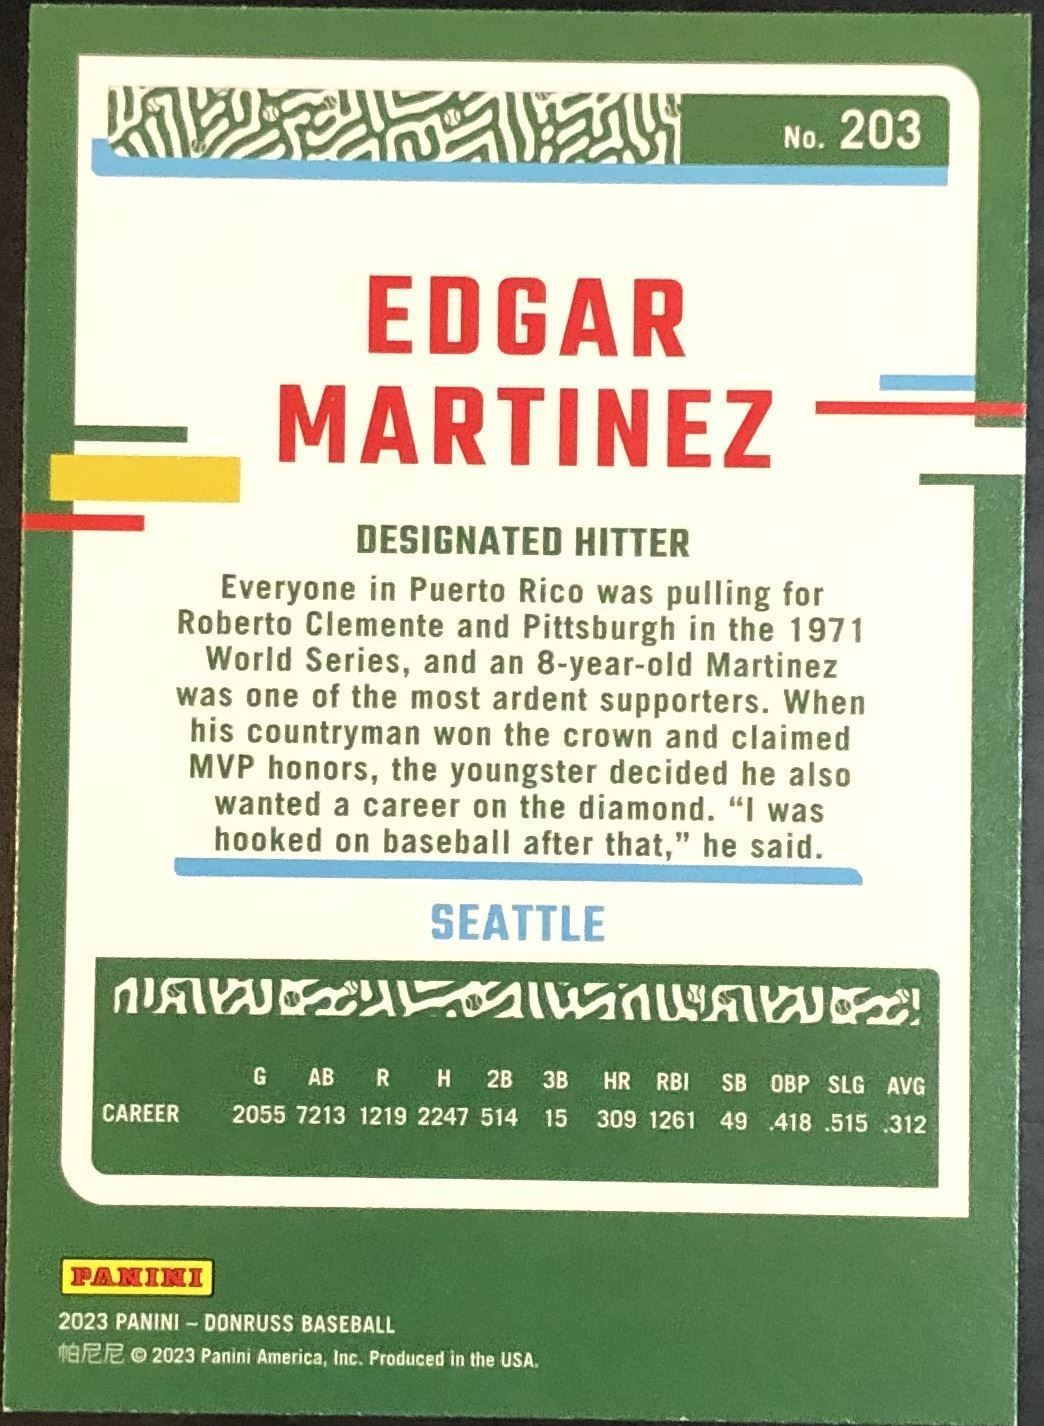 No. 203
EDGAR
MARTINEZ
DESIGNATED HITTER
Everyone in Puerto Rico was pulling for
Roberto Clemente and Pittsburgh in the 1971
World Series, and an 8-year-old Martinez
was one of the most ardent supporters. When
his countryman won the crown and claimed
MVP honors, the youngster decided he also
wanted a career on the diamond. “I was
hooked on baseball after that,” he said.
SEATTLE
G AB R H 2B 3B HR RBI SB OBP SLG AVG
CAREER 2055 7213 1219 2247 514 15 309 1261 49 .418 .515 .312
PANINI
2023 PANINI – DONRUSS BASEBALL
帕尼尼 © 2023 Panini America, Inc. Produced in the USA.